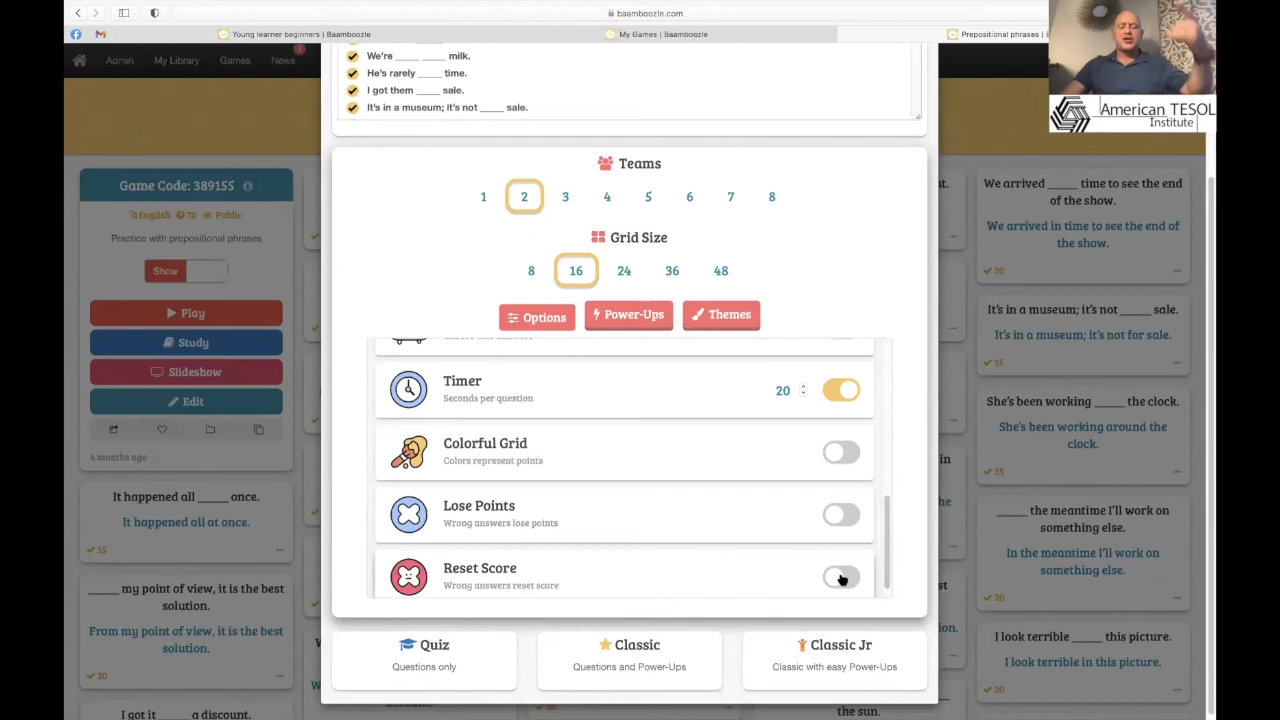 baamboozle.com
Young learner beginners | Baamboozle
My Games | Baamboozle
Prepositional phrases | B
Admin
My Library
Games
News
1
American TESOL
Institute
We're _____ _____ milk.
He's rarely _____ time.
I got them _____ sale.
It's in a museum; it's not _____ sale.
Game Code: 389155
English
70
Public
Practice with prepositional phrases
Show
Play
Study
Slideshow
Edit
4 months ago
It happened all _____ once.
It happened all at once.
15
_____ my point of view, it is the best
solution.
From my point of view, it is the best
solution.
20
I got it _____ a discount.
Teams
1 2 3 4 5 6 7 8
Grid Size
8 16 24 36 48
Options
Power-Ups
Themes
Timer
Seconds per question
20
Colorful Grid
Colors represent points
Lose Points
Wrong answers lose points
Reset Score
Wrong answers reset score
Quiz
Questions only
Classic
Questions and Power-Ups
Classic Jr
Classic with easy Power-Ups
We arrived _____ time to see the end
of the show.
We arrived in time to see the end of
the show.
20
It's in a museum; it's not _____ sale.
It's in a museum; it's not for sale.
15
She's been working _____ the clock.
She's been working around the
clock.
25
_____ the meantime I'll work on
something else.
In the meantime I'll work on
something else.
20
I look terrible _____ this picture.
I look terrible in this picture.
20
the sun.